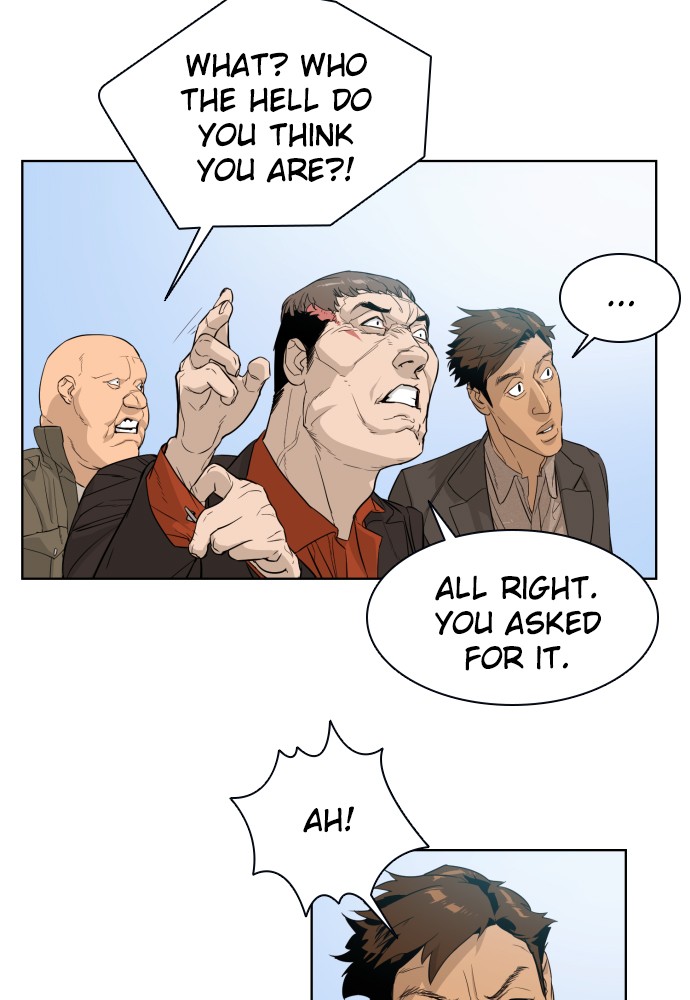 WHAT? WHO
THE HELL DO
YOU THINK
YOU ARE?!
...
ALL RIGHT.
YOU ASKED
FOR IT.
AH!